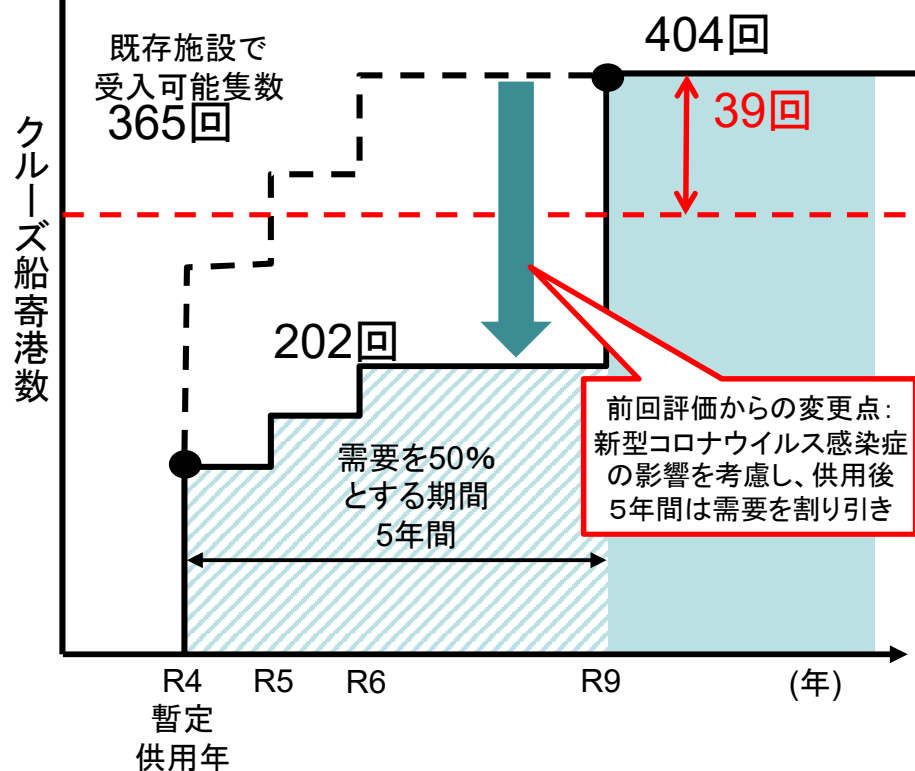 既存施設で
受入可能隻数
365回
404回
39回
クルーズ船寄港数
202回
前回評価からの変更点：
新型コロナウイルス感染症
の影響を考慮し、供用後
５年間は需要を割り引き
需要を50%
とする期間
5年間
R4
暫定
供用年
R5
R6
R9
(年)